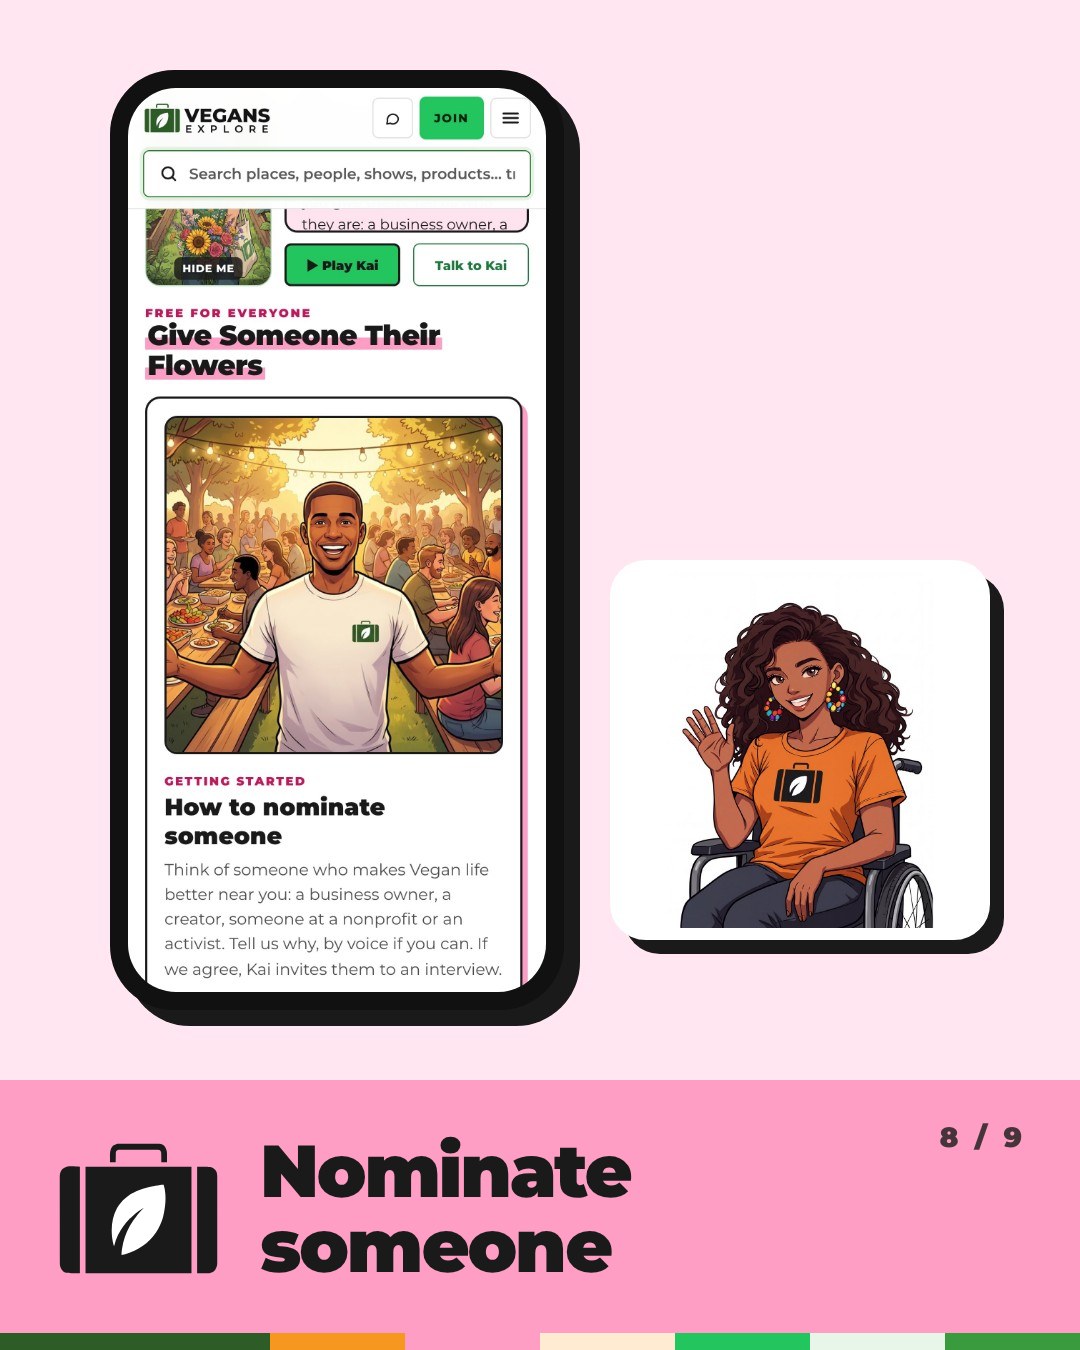 VEGANS
EXPLORE
JOIN
Search places, people, shows, products...
they are: a business owner, a
HIDE ME
Play Kai
Talk to Kai
FREE FOR EVERYONE
Give Someone Their
Flowers
GETTING STARTED
How to nominate
someone
Think of someone who makes Vegan life
better near you: a business owner, a
creator, someone at a nonprofit or an
activist. Tell us why, by voice if you can. If
we agree, Kai invites them to an interview.
8 / 9
Nominate
someone